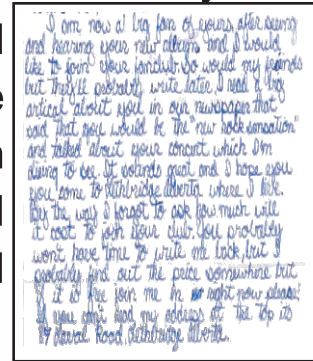 I am now a big fan of yours, after seeing
and hearing your new album and I would
like to join your fanclub. So would my friends
but they'll probably write later. I read a big
artical about you in our newspaper that
said that you would be the "new rock sensation"
and talked about your concert which I'm
dying to see. It sounds great and I hope you
you come to Lethbridge Alberta where I live.
By the way I forgot to ask how much will
it cost to join your club. You probably
wont have time to write me back, but I
probably find out the price somewhere but
if it is free join me in right now please!
If you can't read my address at the top its
Road, Lethbridge Alberta.